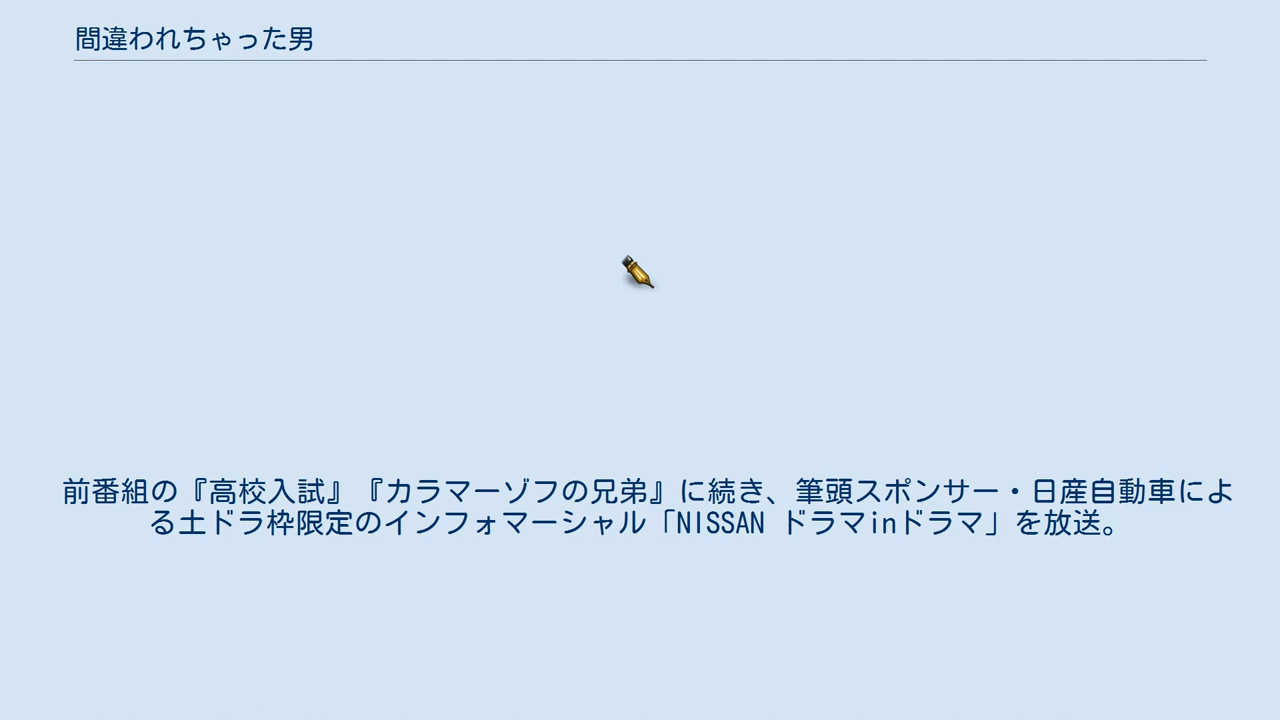 間違われちゃった男
前番組の『高校入試』『カラマーゾフの兄弟』に続き、筆頭スポンサー・日産自動車によ
る土ドラ枠限定のインフォマーシャル「NISSAN ドラマinドラマ」を放送。